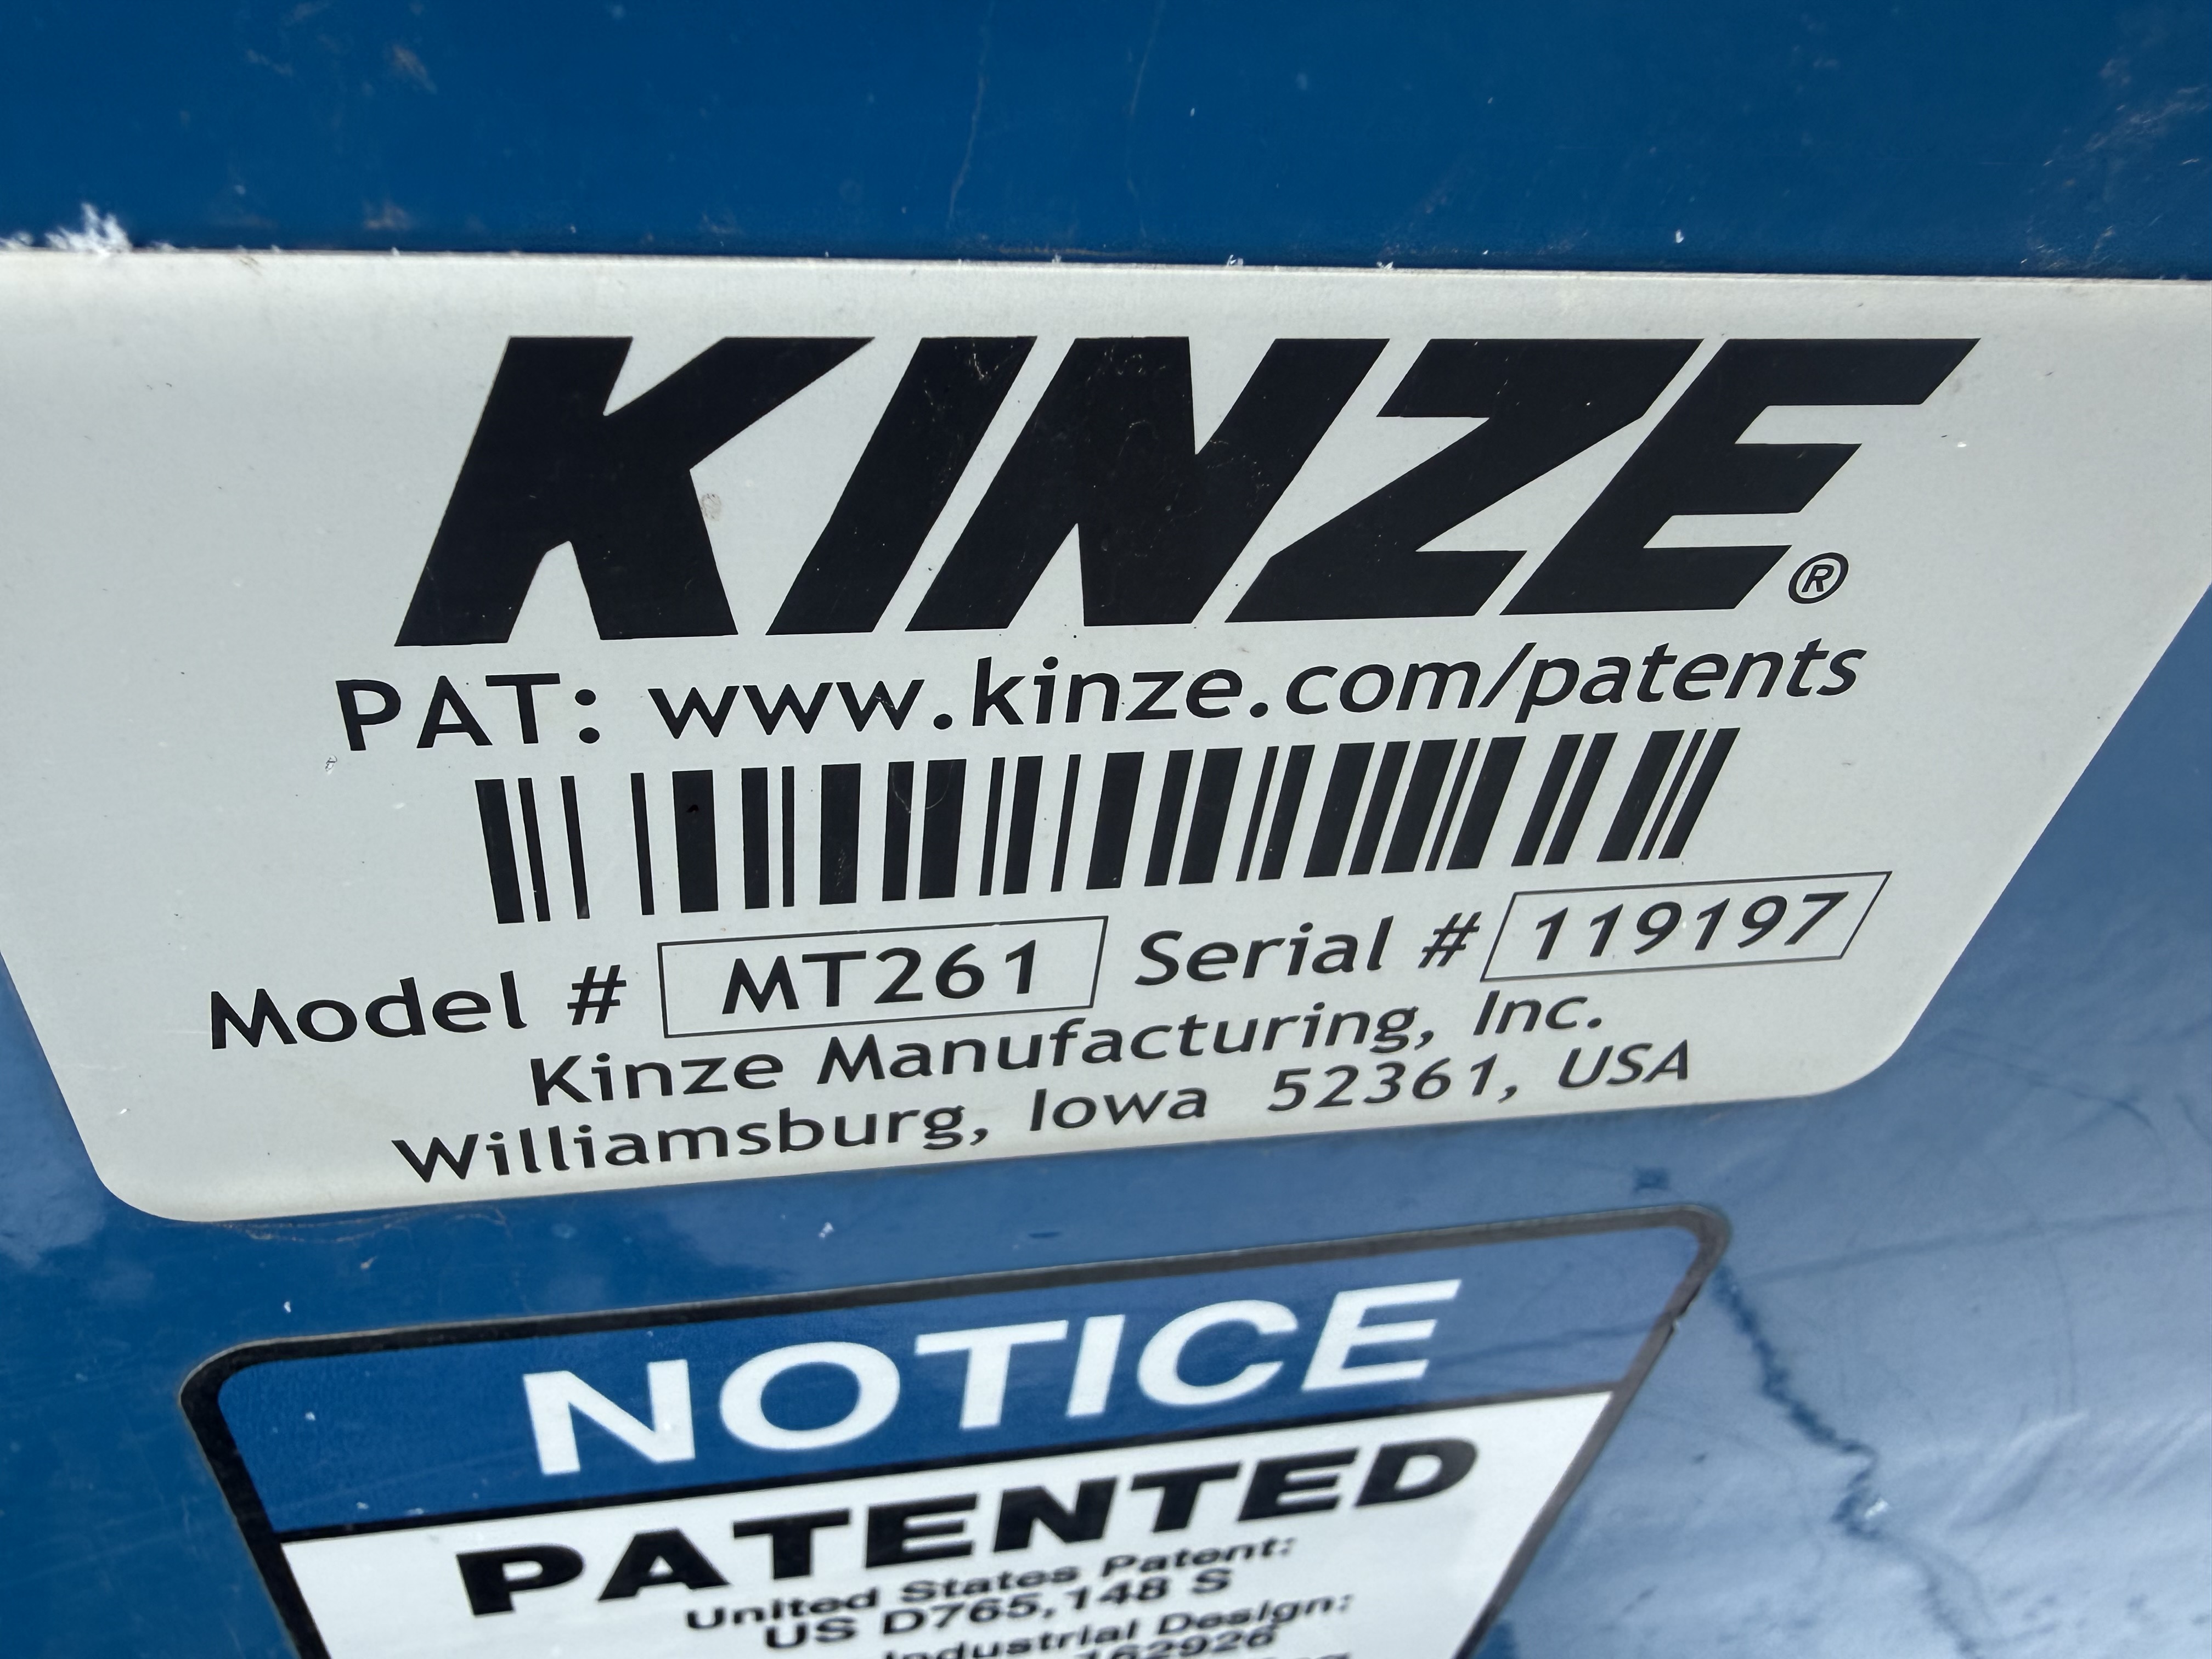 KINZE®
PAT: www.kinze.com/patents
Model # MT261 Serial # 119197
Kinze Manufacturing, Inc.
Williamsburg, Iowa 52361, USA
NOTICE
PATENTED
United States Patent:
US D765,148 S
Industrial Design:
162926